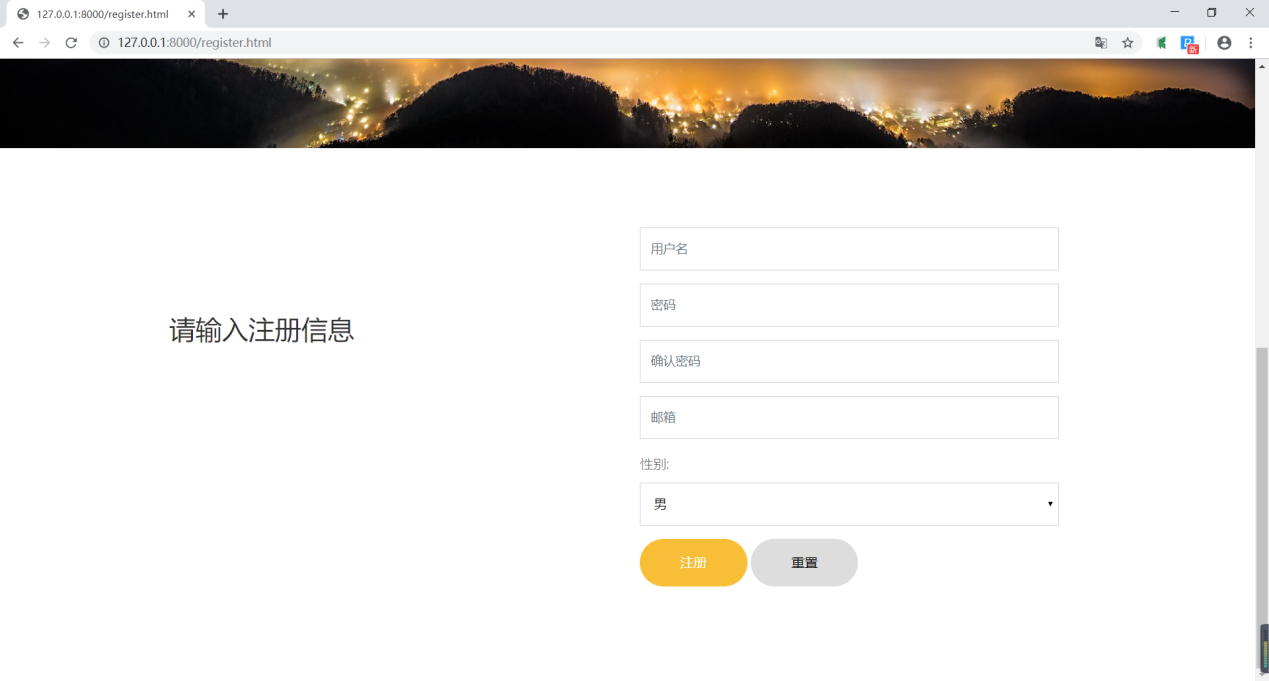 127.0.0.1:8000/register.html
127.0.0.1:8000/register.html
新
请输入注册信息
用户名
密码
确认密码
邮箱
性别:
男
注册
重置